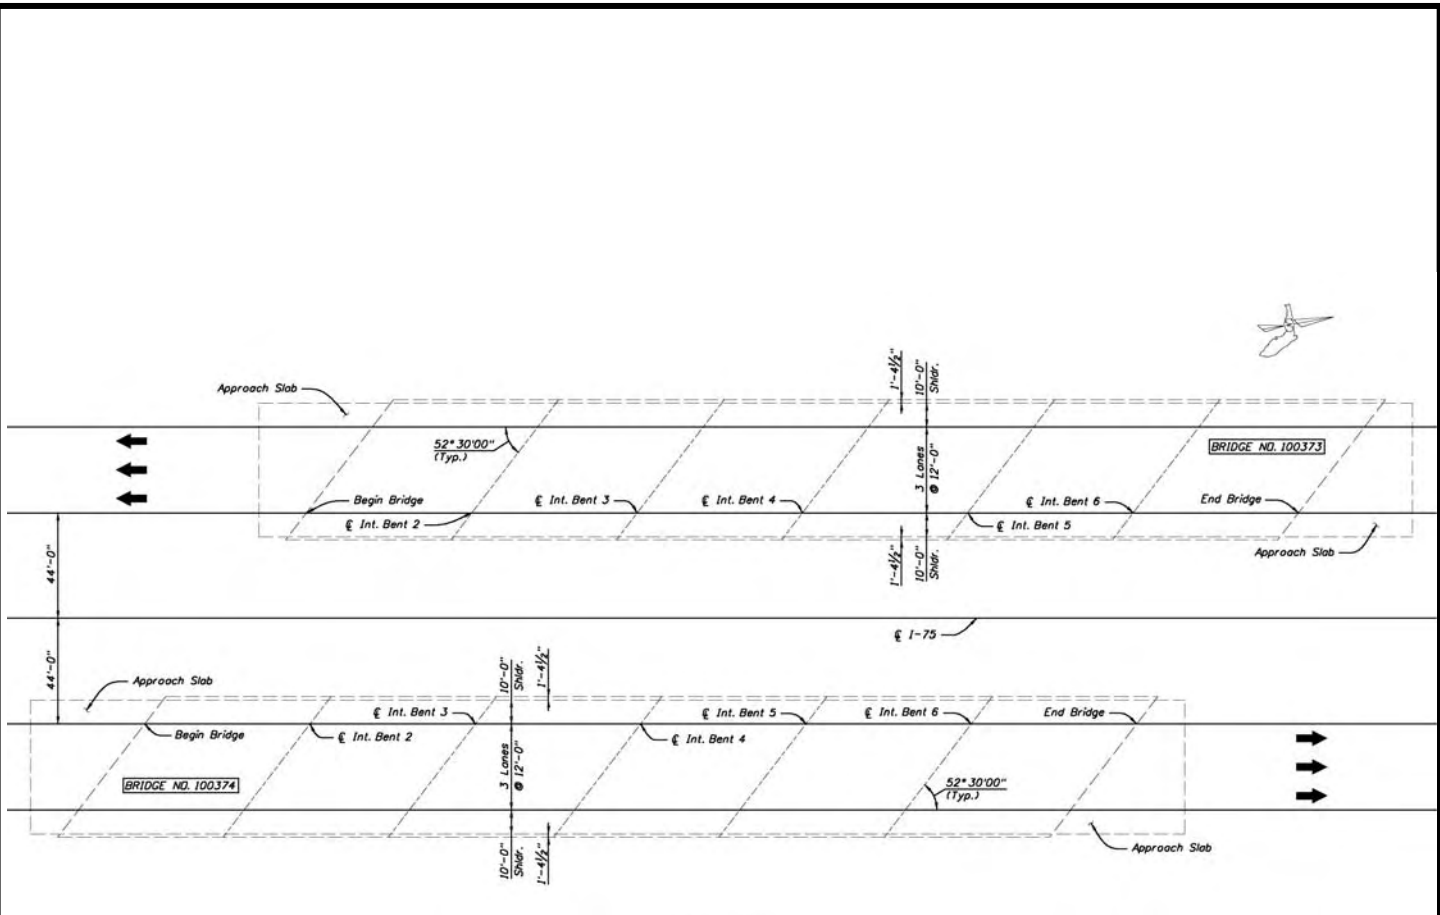 Approach Slab
1'-4½"
10'-0"
Shldr.
52°30'00"
(Typ.)
3 Lanes
@ 12'-0"
BRIDGE NO. 100373
Begin Bridge
℄ Int. Bent 3
℄ Int. Bent 4
℄ Int. Bent 6
End Bridge
℄ Int. Bent 2
℄ Int. Bent 5
Approach Slab
1'-4½"
10'-0"
Shldr.
44'-0"
℄ I-75
44'-0"
Approach Slab
10'-0"
Shldr.
1'-4½"
℄ Int. Bent 3
℄ Int. Bent 5
℄ Int. Bent 6
End Bridge
Begin Bridge
℄ Int. Bent 2
℄ Int. Bent 4
3 Lanes
@ 12'-0"
BRIDGE NO. 100374
52°30'00"
(Typ.)
Approach Slab
10'-0"
Shldr.
1'-4½"